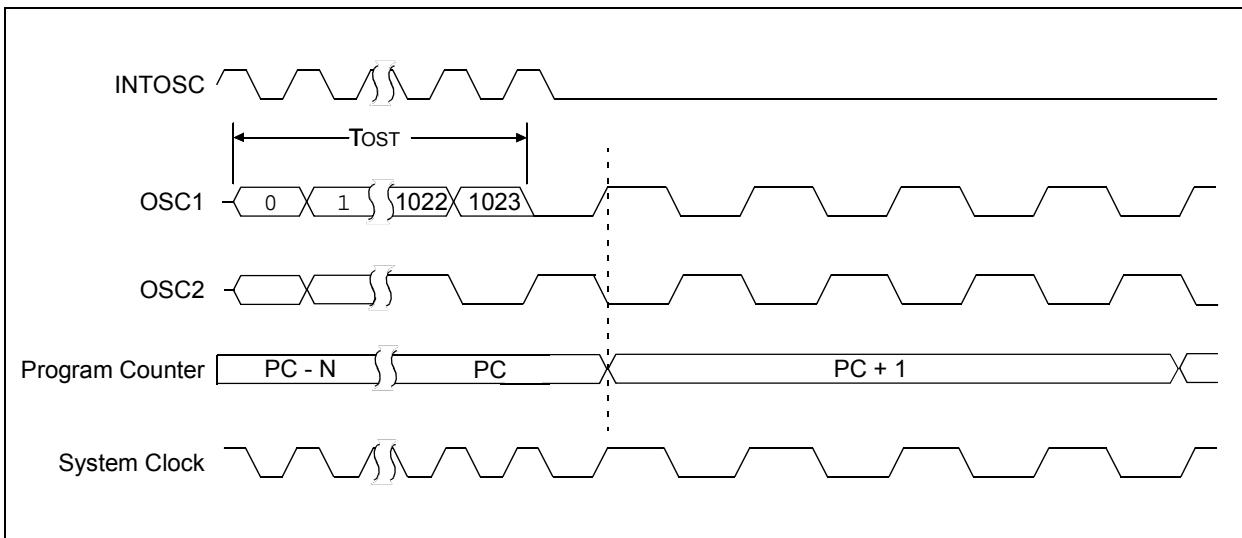 INTOSC
TOST
OSC1 0 1 1022 1023
OSC2
Program Counter PC - N PC PC + 1
System Clock